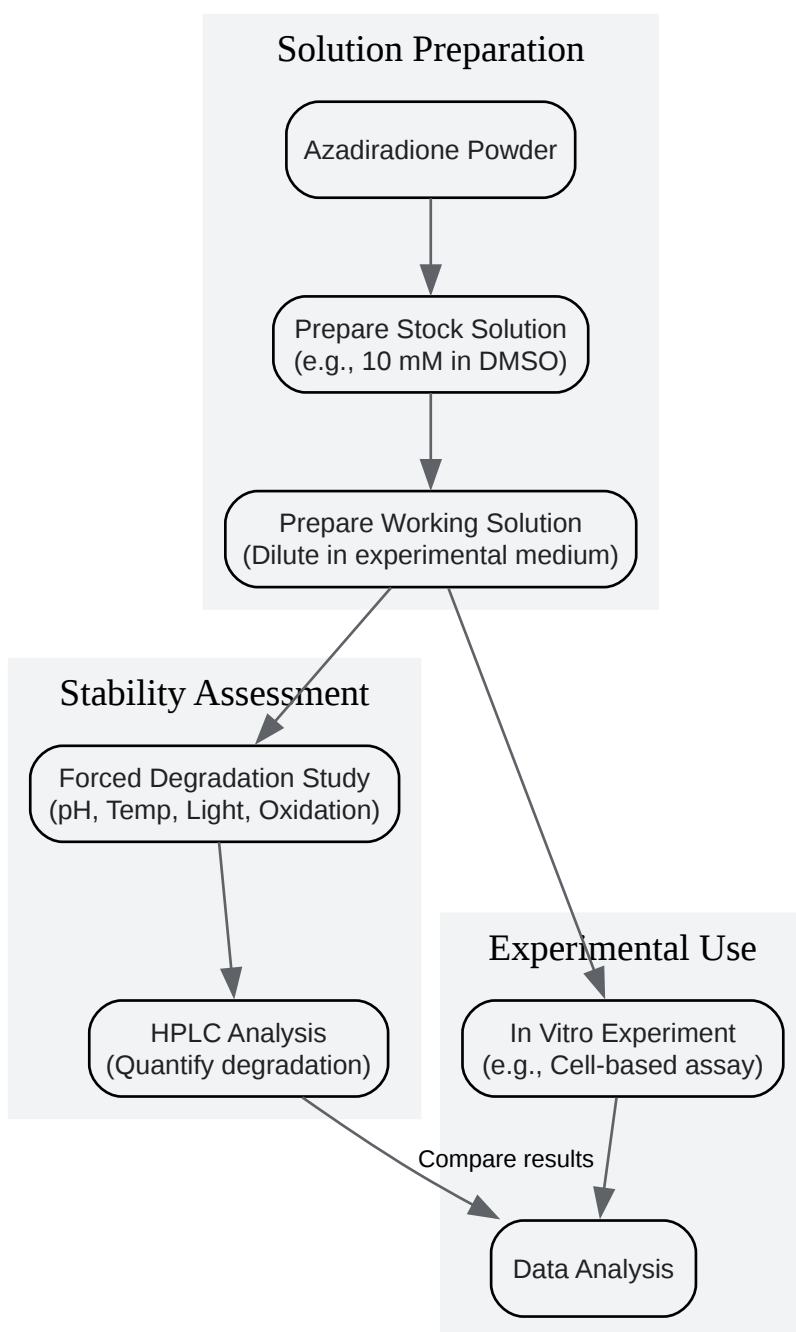 Solution Preparation
Azadiradione Powder
Prepare Stock Solution
(e.g., 10 mM in DMSO)
Prepare Working Solution
(Dilute in experimental medium)
Stability Assessment
Forced Degradation Study
(pH, Temp, Light, Oxidation)
Experimental Use
HPLC Analysis
(Quantify degradation)
In Vitro Experiment
(e.g., Cell-based assay)
Compare results
Data Analysis